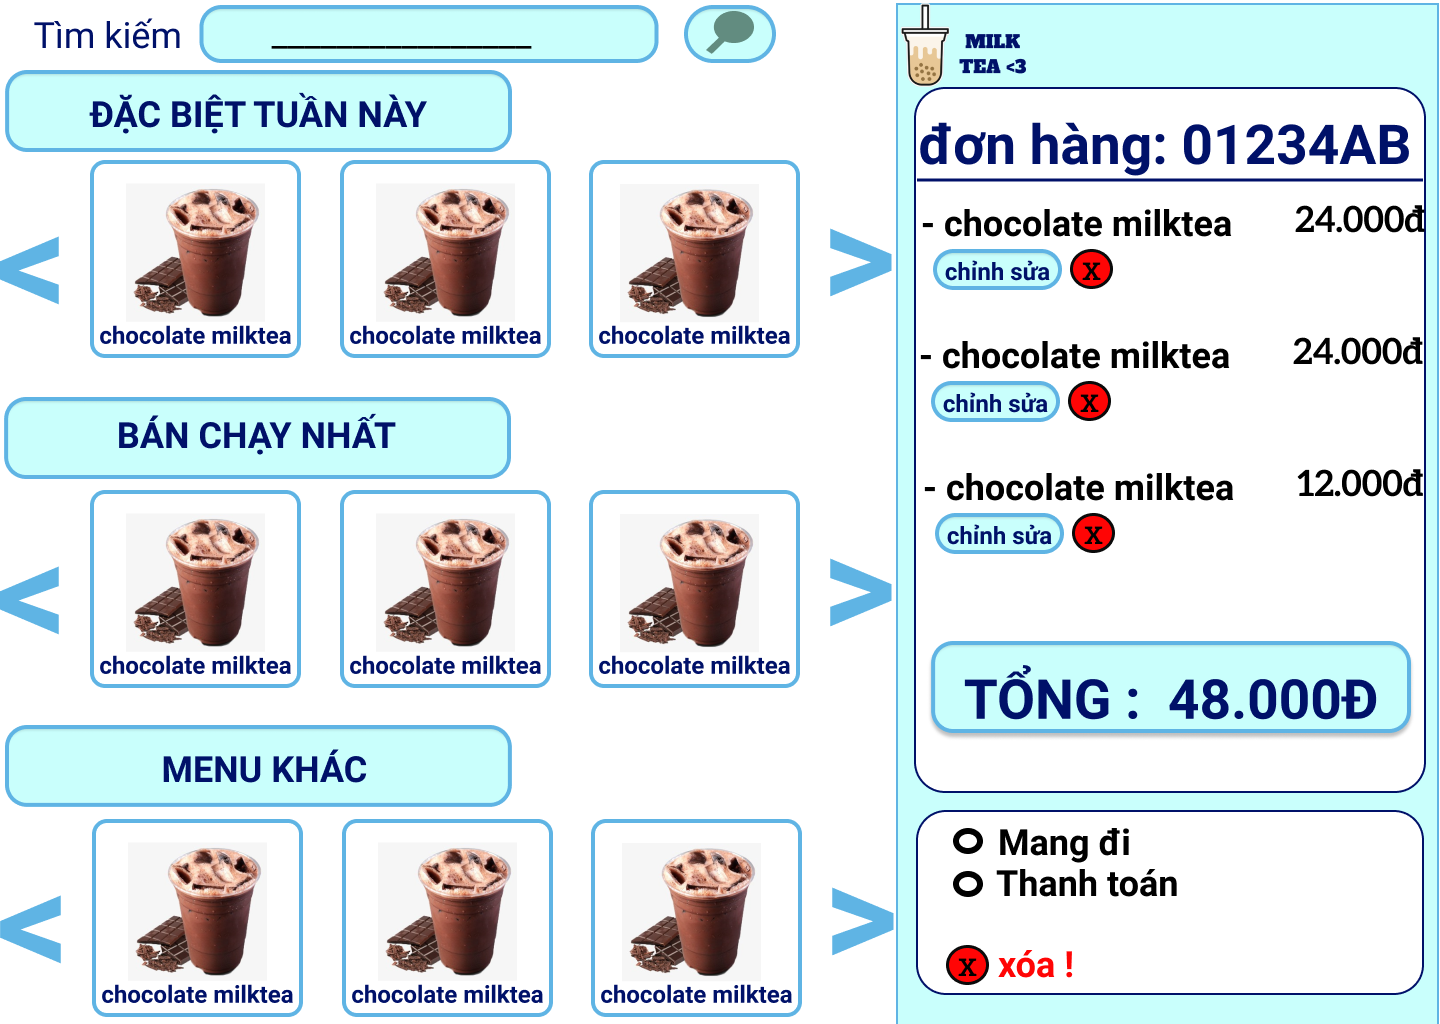 Tìm kiếm ________________
ĐẶC BIỆT TUẦN NÀY
< chocolate milktea chocolate milktea chocolate milktea >
BÁN CHẠY NHẤT
< chocolate milktea chocolate milktea chocolate milktea >
MENU KHÁC
< chocolate milktea chocolate milktea chocolate milktea >
MILK
TEA <3
đơn hàng: 01234AB
- chocolate milktea 24.000đ
chỉnh sửa x
- chocolate milktea 24.000đ
chỉnh sửa x
- chocolate milktea 12.000đ
chỉnh sửa x
TỔNG : 48.000Đ
Mang đi
Thanh toán
x xóa !